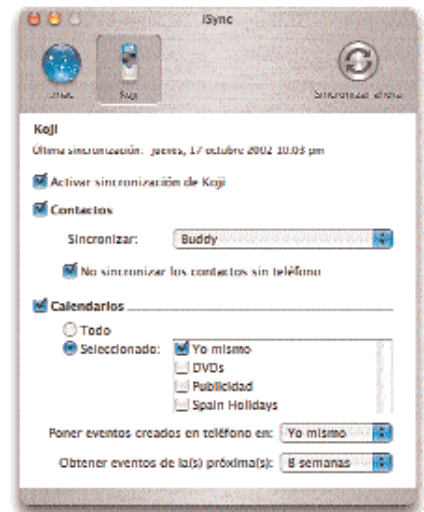 iSync
.mac
Koji
Sincronizar ahora
Koji
Última sincronización: jueves, 17 octubre 2002 10:03 pm
Activar sincronización de Koji
Contactos
Sincronizar: Buddy
No sincronizar los contactos sin teléfono
Calendarios
Todo
Seleccionado: Yo mismo
DVDs
Publicidad
Spain Holidays
Poner eventos creados en teléfono en: Yo mismo
Obtener eventos de la(s) próxima(s): 8 semanas